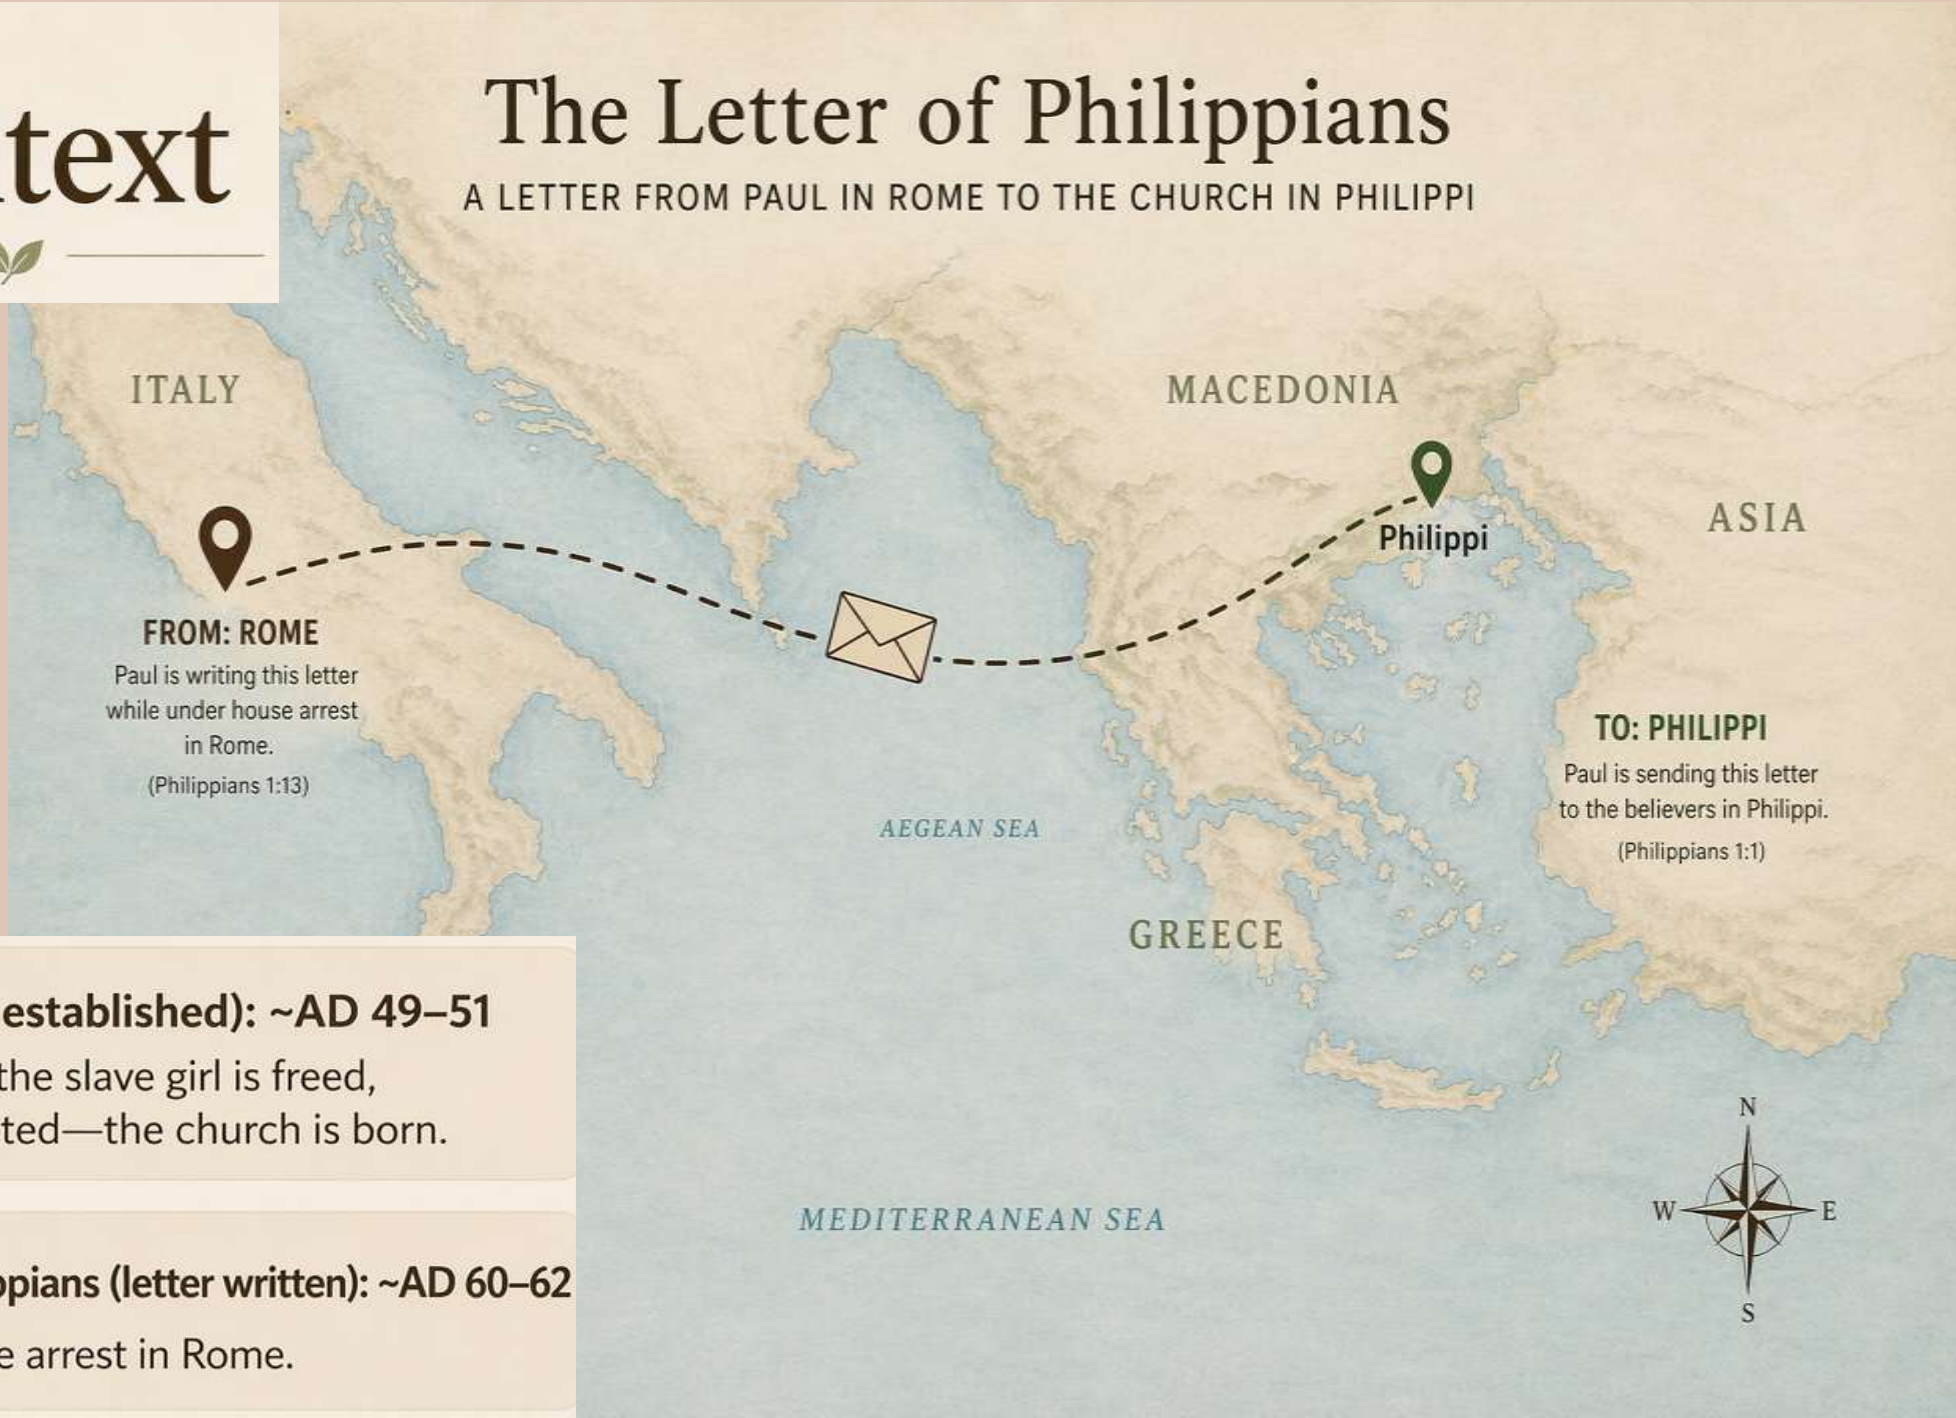 text
The Letter of Philippians
A LETTER FROM PAUL IN ROME TO THE CHURCH IN PHILIPPI
ITALY
MACEDONIA
ASIA
Philippi
FROM: ROME
Paul is writing this letter
while under house arrest
in Rome.
(Philippians 1:13)
TO: PHILIPPI
Paul is sending this letter
to the believers in Philippi.
(Philippians 1:1)
AEGEAN SEA
GREECE
established): ~AD 49–51
the slave girl is freed,
ted—the church is born.
MEDITERRANEAN SEA
N
W
E
S
ppians (letter written): ~AD 60–62
e arrest in Rome.